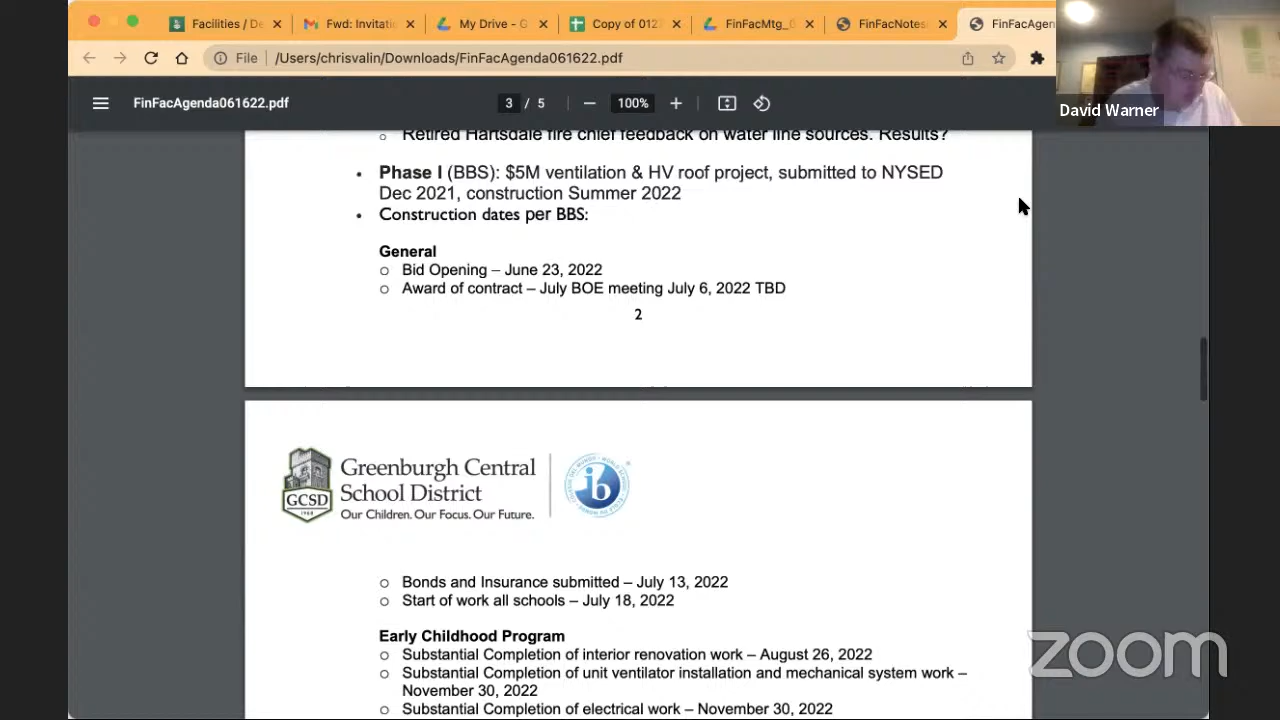 Facilities / De
Fwd: Invitati
My Drive - G
Copy of 012
FinFacMtg_0
FinFacNotes
FinFacAgen
File
/Users/chrisvalin/Downloads/FinFacAgenda061622.pdf
FinFacAgenda061622.pdf
3 / 5
100%
David Warner
Retired Hartsdale fire chief feedback on water line sources. Results?
Phase I (BBS): $5M ventilation & HV roof project, submitted to NYSED
Dec 2021, construction Summer 2022
Construction dates per BBS:
General
Bid Opening – June 23, 2022
Award of contract – July BOE meeting July 6, 2022 TBD
2
Greenburgh Central
School District
Our Children. Our Focus. Our Future.
GCSD
ib
Bonds and Insurance submitted – July 13, 2022
Start of work all schools – July 18, 2022
Early Childhood Program
Substantial Completion of interior renovation work – August 26, 2022
Substantial Completion of unit ventilator installation and mechanical system work –
November 30, 2022
Substantial Completion of electrical work – November 30, 2022
zoom